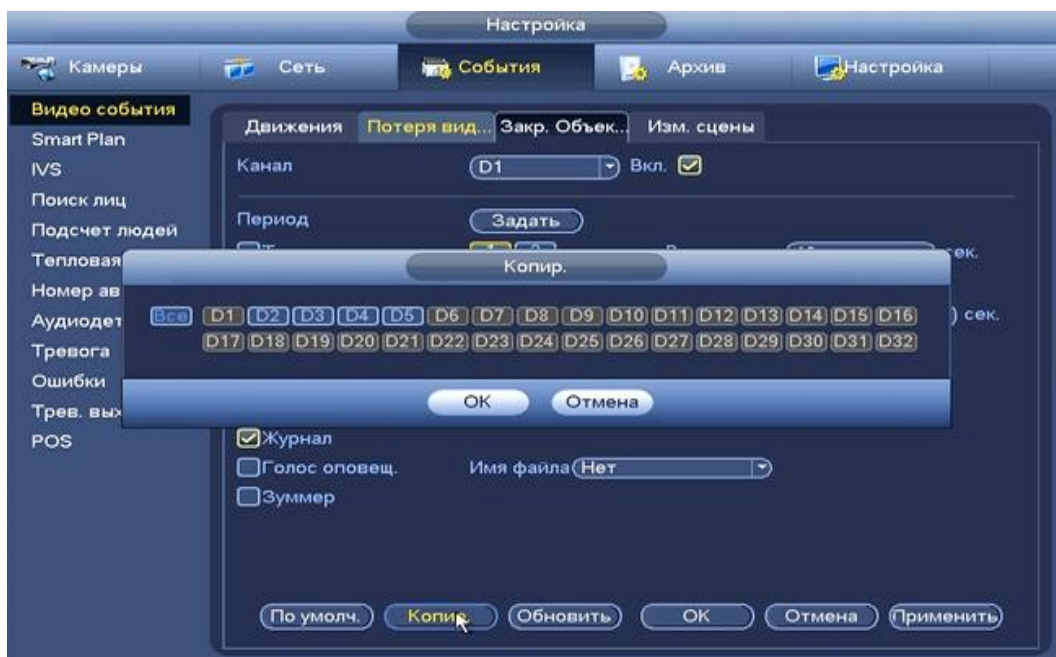 Настройка
Камеры Сеть События Архив Настройка
Видео события
Smart Plan
IVS
Поиск лиц
Подсчет людей
Тепловая
Номер ав
Аудиодет
Тревога
Ошибки
Трев. вых
POS
Движения Потеря вид... Закр. Объек... Изм. сцены
Канал D1 Вкл.
Период Задать
сек.
Копир.
Все D1 D2 D3 D4 D5 D6 D7 D8 D9 D10 D11 D12 D13 D14 D15 D16
) сек.
D17 D18 D19 D20 D21 D22 D23 D24 D25 D26 D27 D28 D29 D30 D31 D32
OK Отмена
Журнал
Голос оповещ. Имя файла Нет
Зуммер
По умолч. Копир. Обновить OK Отмена Применить